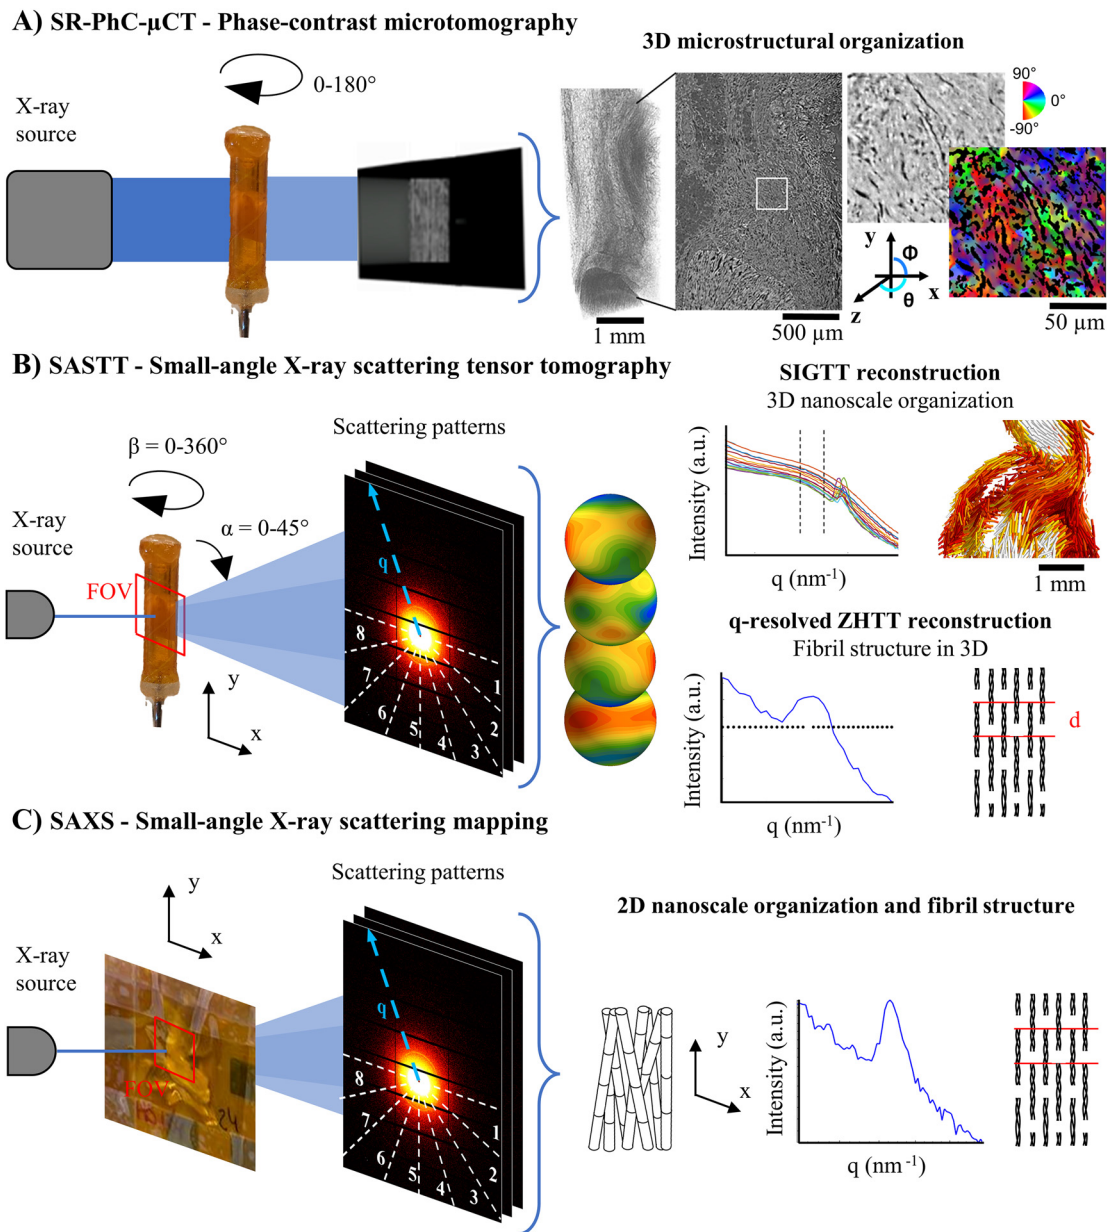 A) SR-PhC-μCT - Phase-contrast microtomography
3D microstructural organization
0-180°
X-ray
source
90°
0°
-90°
y
Φ
x
θ
z
1 mm
500 µm
50 µm
B) SASTT - Small-angle X-ray scattering tensor tomography
SIGTT reconstruction
3D nanoscale organization
Scattering patterns
β = 0-360°
α = 0-45°
X-ray
source
FOV
q
8
7
6
5
4
3
2
1
y
x
Intensity (a.u.)
q (nm⁻¹)
1 mm
q-resolved ZHTT reconstruction
Fibril structure in 3D
Intensity (a.u.)
q (nm⁻¹)
d
C) SAXS - Small-angle X-ray scattering mapping
Scattering patterns
2D nanoscale organization and fibril structure
y
x
X-ray
source
FOV
24
q
8
7
6
5
4
3
2
1
y
x
Intensity (a.u.)
q (nm⁻¹)